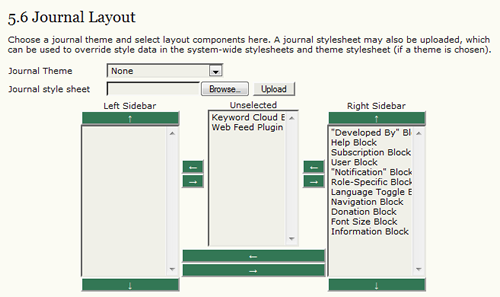 5.6 Journal Layout
Choose a journal theme and select layout components here. A journal stylesheet may also be uploaded, which
can be used to override style data in the system-wide stylesheets and theme stylesheet (if a theme is chosen).
Journal Theme None
Journal style sheet Browse... Upload
Left Sidebar Unselected Right Sidebar
↑ ↑
Keyword Cloud B
Web Feed Plugin
"Developed By" Bl
Help Block
Subscription Block
User Block
"Notification" Block
Role-Specific Block
Language Toggle B
Navigation Block
Donation Block
Font Size Block
Information Block
← ←
→ →
←
→
↓ ↓